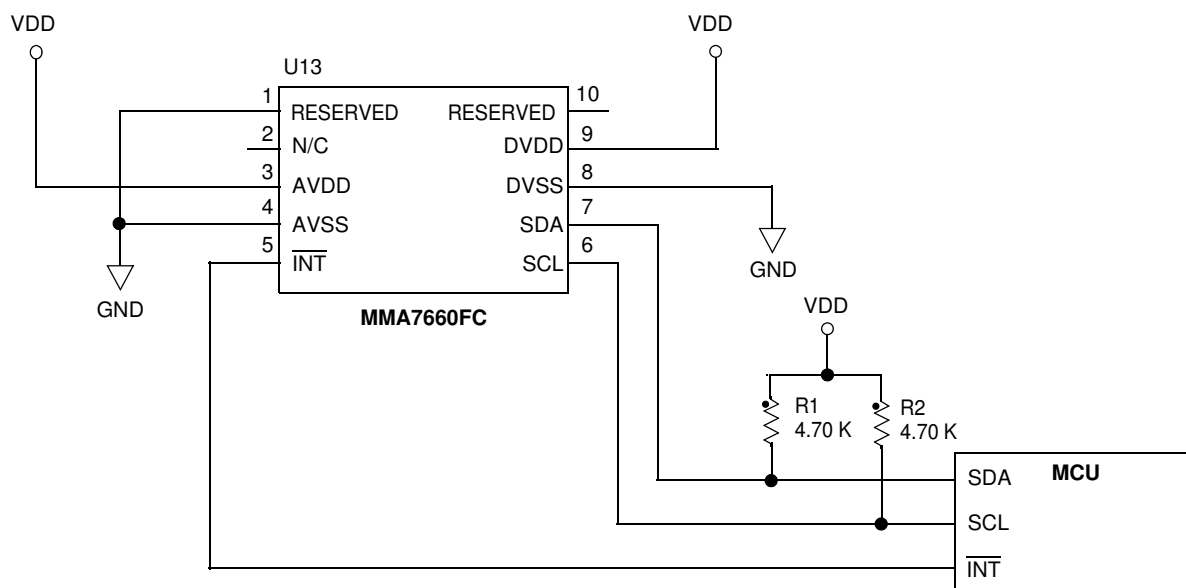 VDD
VDD
U13
1
RESERVED
RESERVED
10
2
N/C
DVDD
9
3
AVDD
DVSS
8
4
AVSS
SDA
7
5
INT
SCL
6
GND
GND
MMA7660FC
VDD
R1
4.70 K
R2
4.70 K
MCU
SDA
SCL
INT